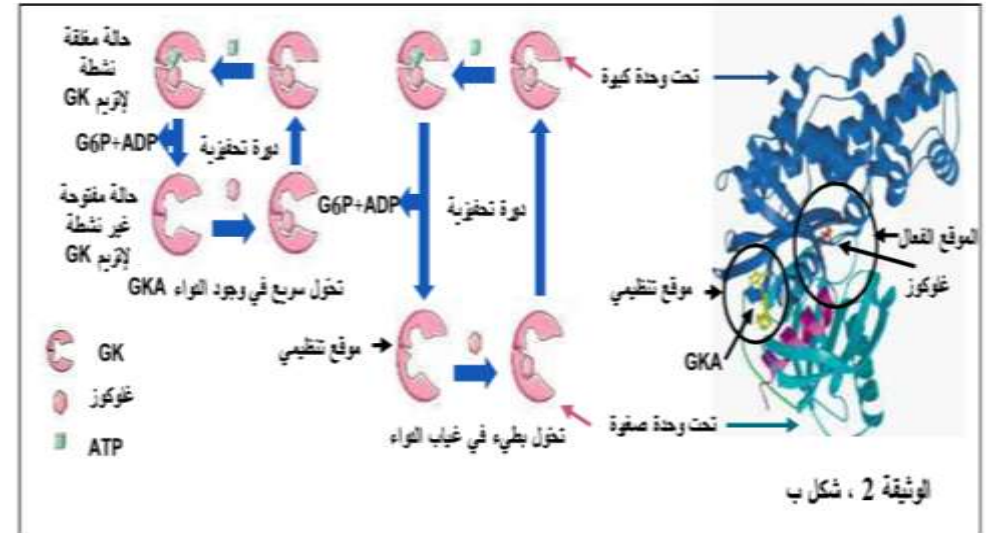 حالة مغلقة
نشطة
لإنزيم GK
G6P+ADP
دورة تحفيزية
حالة مفتوحة
غير نشطة
لإنزيم GK
تحوّل سريع في وجود الدواء GKA
GK
غلوكوز
ATP
G6P+ADP
دورة تحفيزية
موقع تنظيمي
تحوّل بطيء في غياب الدواء
تحت وحدة كبيرة
الموقع الفعال
غلوكوز
موقع تنظيمي
GKA
تحت وحدة صغيرة
الوثيقة 2 ، شكل ب